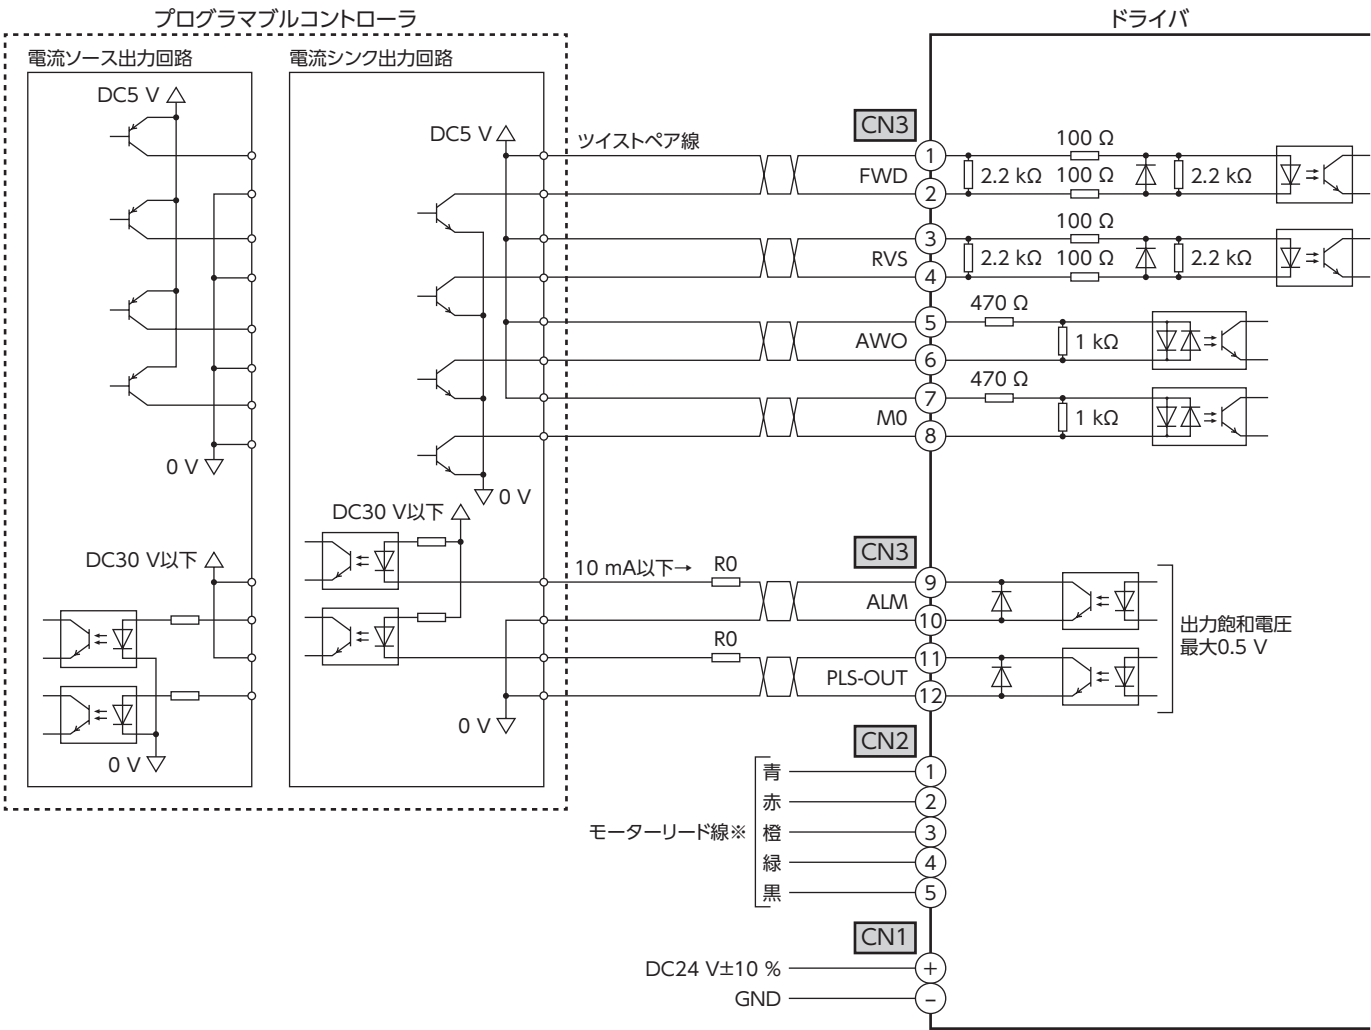 プログラマブルコントローラ
ドライバ
電流ソース出力回路
電流シンク出力回路
DC5 V
DC5 V
ツイストペア線
CN3
1
FWD
2
2.2 kΩ
100 Ω
100 Ω
2.2 kΩ
3
RVS
4
2.2 kΩ
100 Ω
100 Ω
2.2 kΩ
5
AWO
6
470 Ω
1 kΩ
7
M0
8
470 Ω
1 kΩ
0 V
0 V
DC30 V以下
DC30 V以下
10 mA以下→
R0
R0
CN3
9
ALM
10
11
PLS-OUT
12
出力飽和電圧
最大0.5 V
0 V
0 V
CN2
モーターリード線※
青
1
赤
2
橙
3
緑
4
黒
5
CN1
DC24 V±10 %
+
GND
−